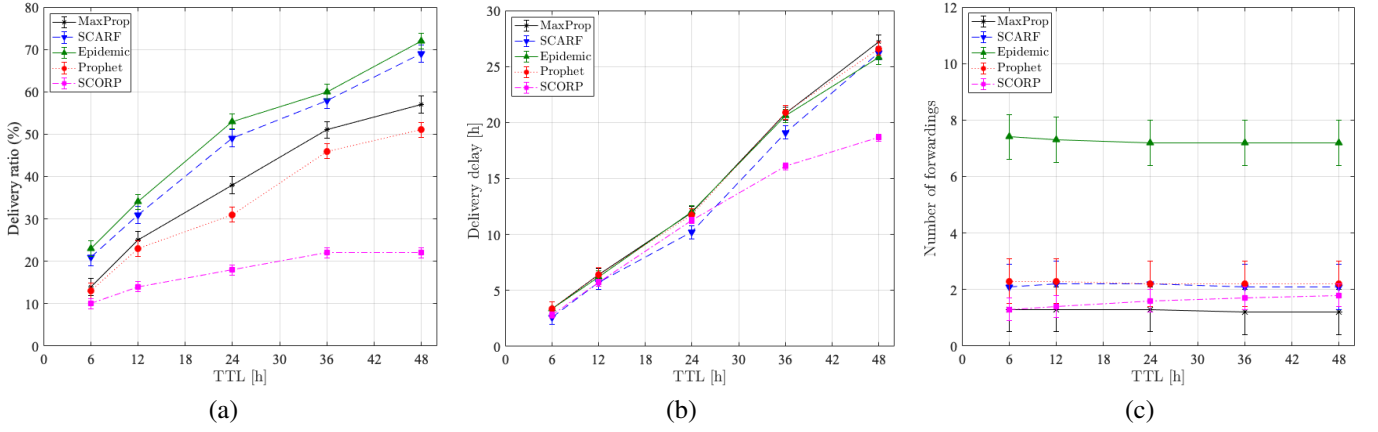 MaxProp
SCARF
Epidemic
Prophet
SCORP
Delivery ratio (%)
80
70
60
50
40
30
20
10
0
0 6 12 18 24 30 36 42 48
TTL [h]
(a)
MaxProp
SCARF
Epidemic
Prophet
SCORP
Delivery delay [h]
30
25
20
15
10
5
0
0 6 12 18 24 30 36 42 48
TTL [h]
(b)
MaxProp
SCARF
Epidemic
Prophet
SCORP
Number of forwardings
12
10
8
6
4
2
0
0 6 12 18 24 30 36 42 48
TTL [h]
(c)